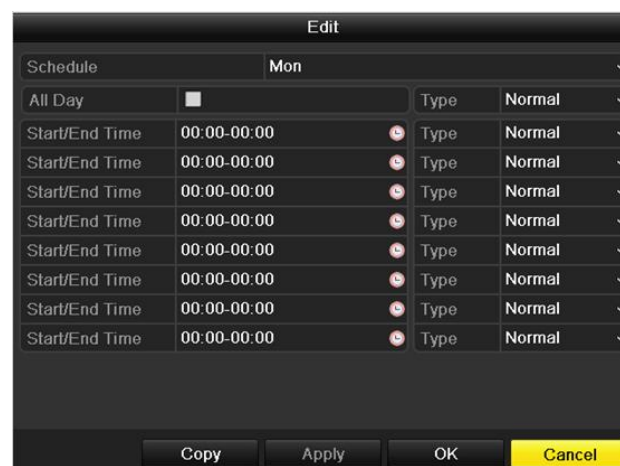 Edit
Schedule Mon
All Day Type Normal
Start/End Time 00:00-00:00 Type Normal
Start/End Time 00:00-00:00 Type Normal
Start/End Time 00:00-00:00 Type Normal
Start/End Time 00:00-00:00 Type Normal
Start/End Time 00:00-00:00 Type Normal
Start/End Time 00:00-00:00 Type Normal
Start/End Time 00:00-00:00 Type Normal
Start/End Time 00:00-00:00 Type Normal
Copy Apply OK Cancel